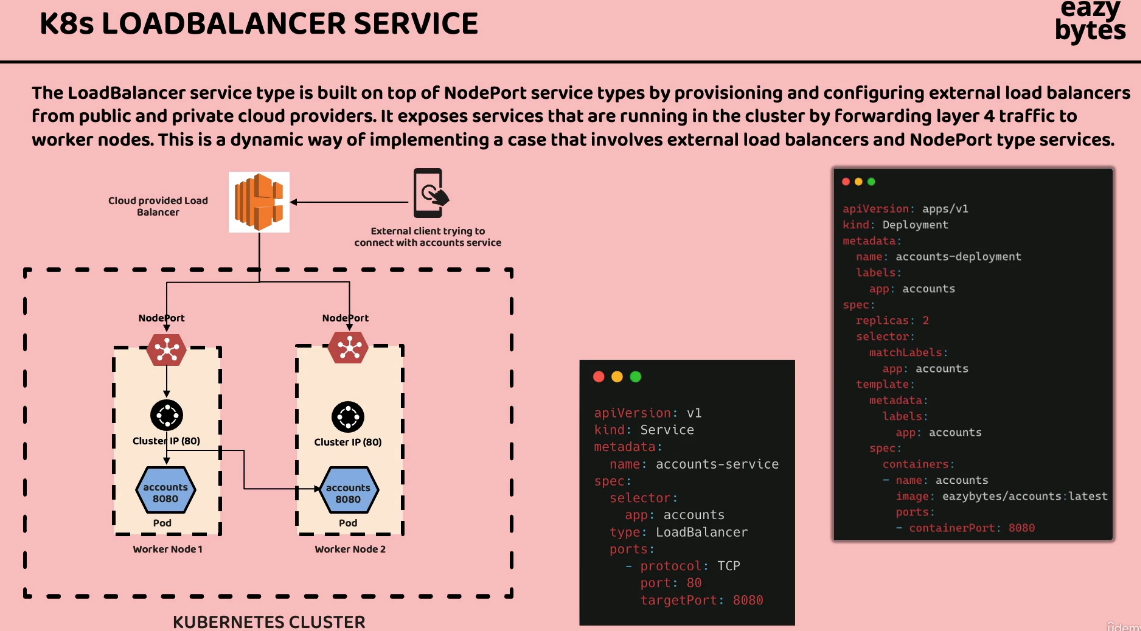 K8s LOADBALANCER SERVICE
eazy
bytes
The LoadBalancer service type is built on top of NodePort service types by provisioning and configuring external load balancers
from public and private cloud providers. It exposes services that are running in the cluster by forwarding layer 4 traffic to
worker nodes. This is a dynamic way of implementing a case that involves external load balancers and NodePort type services.
Cloud provided Load
Balancer
External client trying to
connect with accounts service
NodePort
NodePort
Cluster IP (80)
Cluster IP (80)
accounts
8080
accounts
8080
Pod
Pod
Worker Node 1
Worker Node 2
KUBERNETES CLUSTER
apiVersion: v1
kind: Service
metadata:
  name: accounts-service
spec:
  selector:
    app: accounts
  type: LoadBalancer
  ports:
    - protocol: TCP
      port: 80
      targetPort: 8080
apiVersion: apps/v1
kind: Deployment
metadata:
  name: accounts-deployment
  labels:
    app: accounts
spec:
  replicas: 2
  selector:
    matchLabels:
      app: accounts
  template:
    metadata:
      labels:
        app: accounts
    spec:
      containers:
      - name: accounts
        image: eazybytes/accounts:latest
        ports:
        - containerPort: 8080